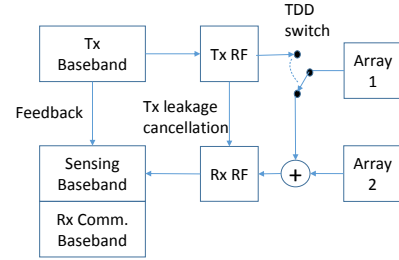 TDD
switch
Tx
Baseband
Tx RF
Array
1
Feedback
Tx leakage
cancellation
Sensing
Baseband
Rx RF
+
Array
2
Rx Comm.
Baseband